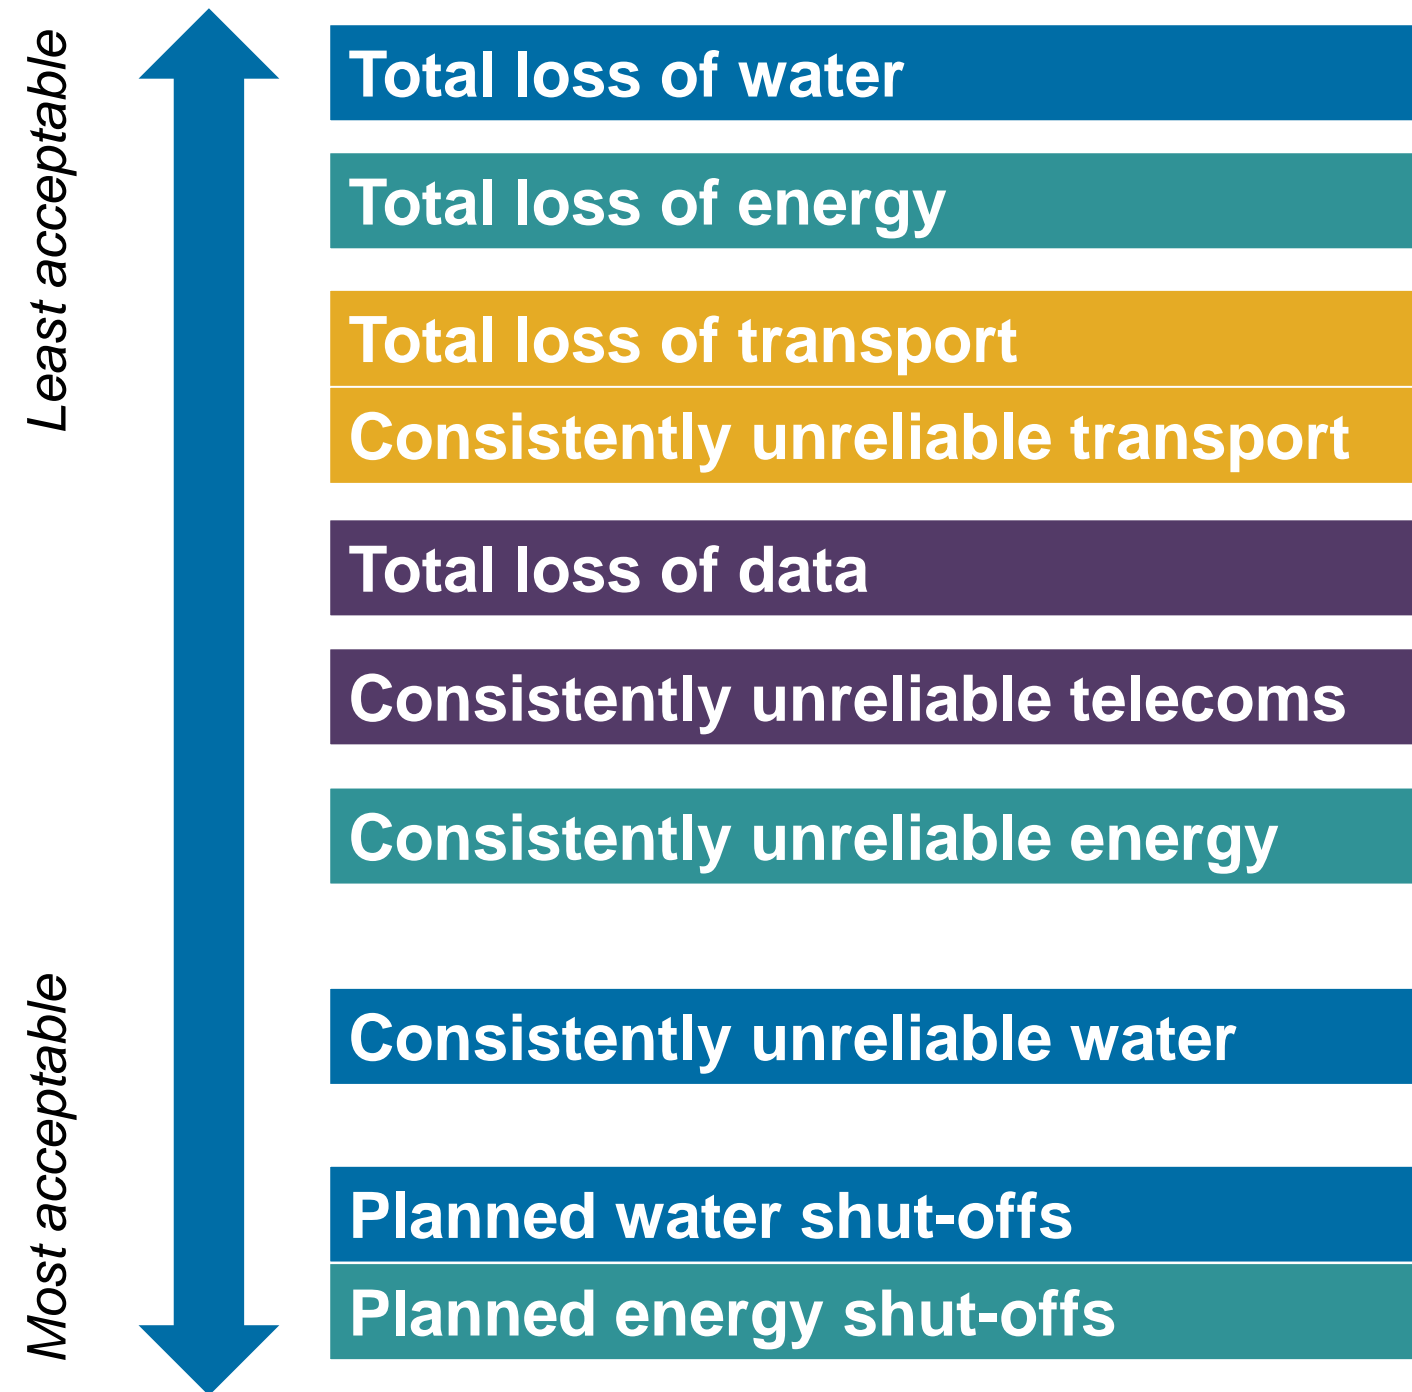 Least acceptable
Total loss of water
Total loss of energy
Total loss of transport
Consistently unreliable transport
Total loss of data
Consistently unreliable telecoms
Consistently unreliable energy
Most acceptable
Consistently unreliable water
Planned water shut-offs
Planned energy shut-offs